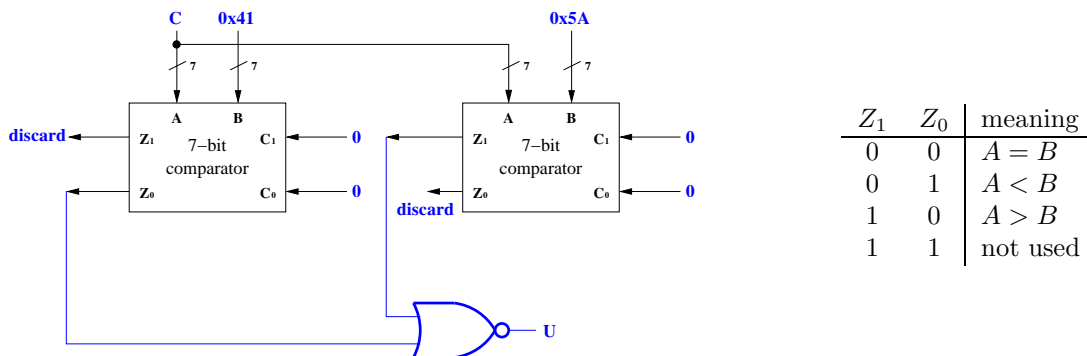 C 0x41 0x5A
7 7 7 7
A B A B
discard Z₁ 7-bit C₁ 0 Z₁ 7-bit C₁ 0
comparator comparator
Z₀ C₀ 0 Z₀ C₀ 0
discard
U
Z₁ Z₀ meaning
0 0 A = B
0 1 A < B
1 0 A > B
1 1 not used